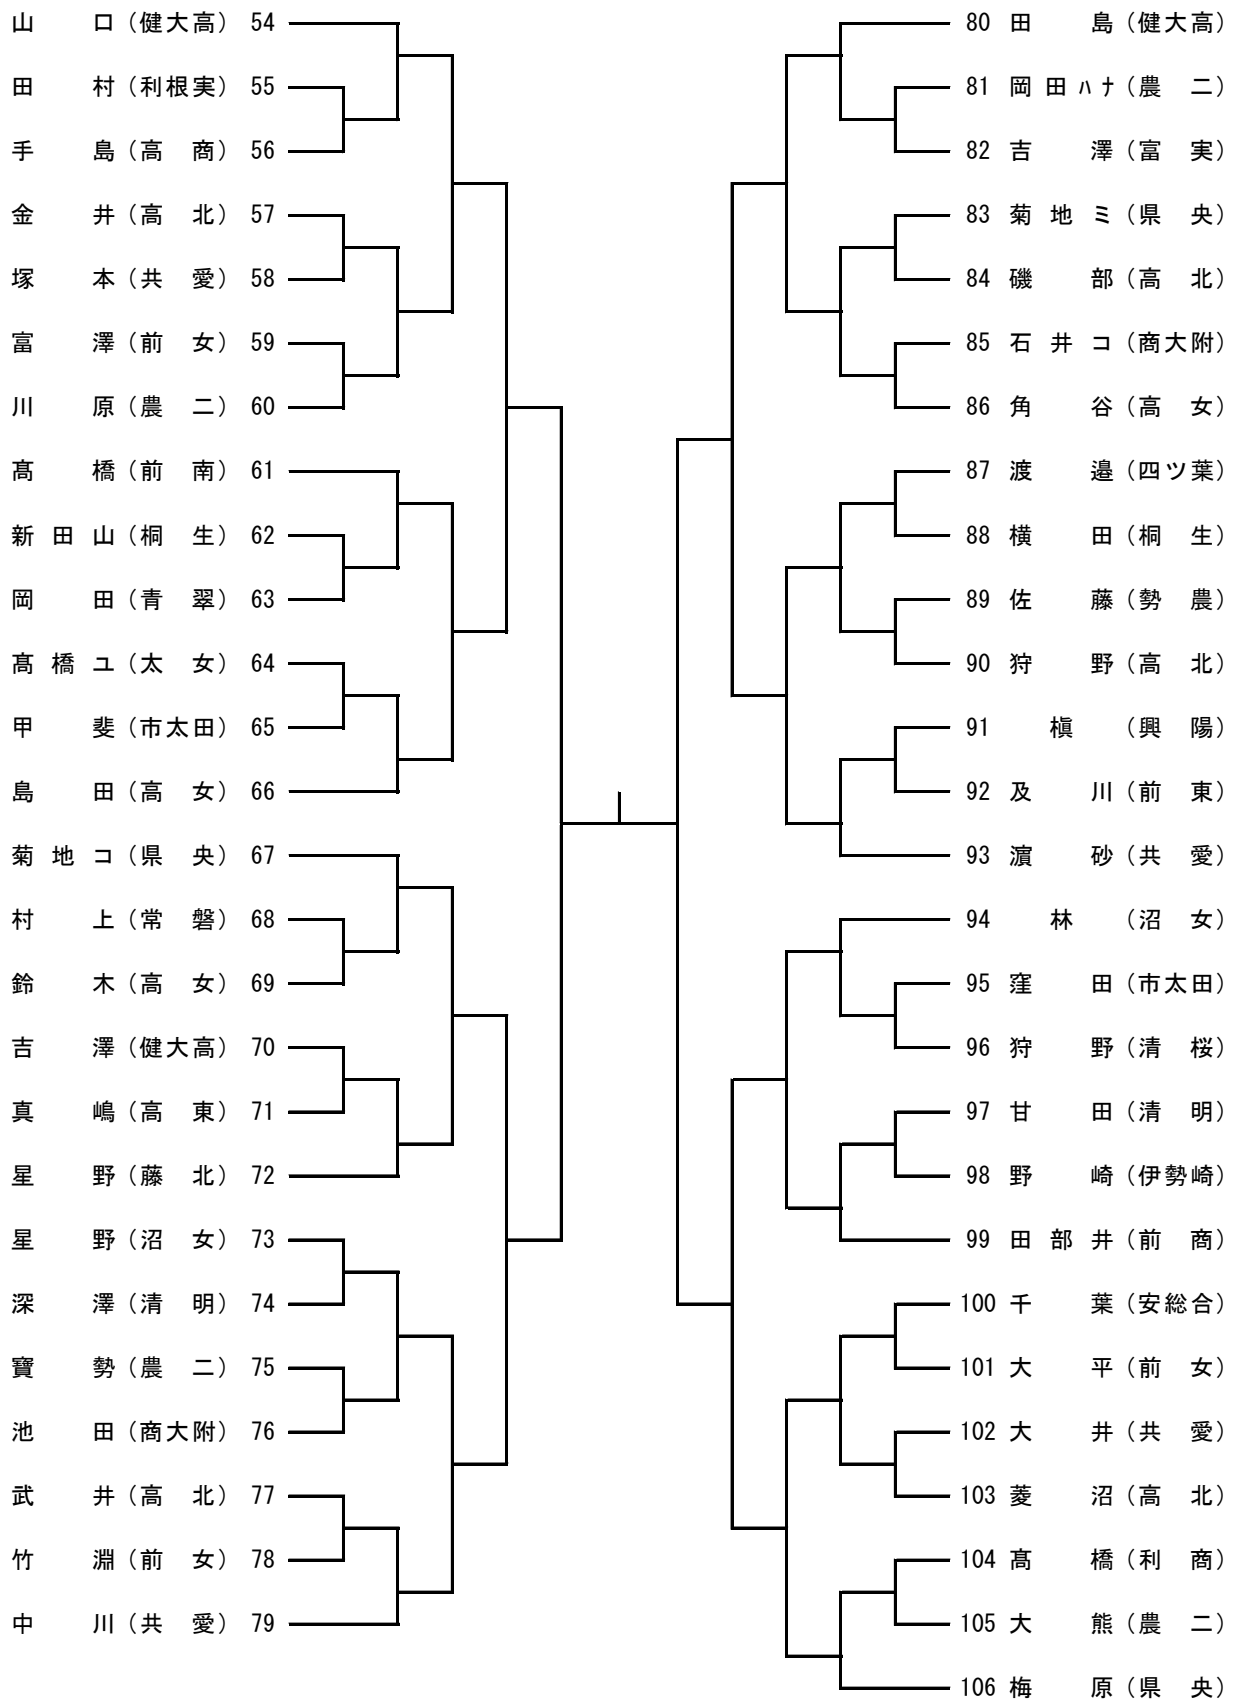 山口（健大高）54
田村（利根実）55
手島（高商）56
金井（高北）57
塚本（共愛）58
富澤（前女）59
川原（農二）60
髙橋（前南）61
新田山（桐生）62
岡田（青翠）63
髙橋ユ（太女）64
甲斐（市太田）65
島田（高女）66
菊地コ（県央）67
村上（常磐）68
鈴木（高女）69
吉澤（健大高）70
真嶋（高東）71
星野（藤北）72
星野（沼女）73
深澤（清明）74
寶勢（農二）75
池田（商大附）76
武井（高北）77
竹淵（前女）78
中川（共愛）79
80 田島（健大高）
81 岡田ハナ（農二）
82 吉澤（富実）
83 菊地ミ（県央）
84 磯部（高北）
85 石井コ（商大附）
86 角谷（高女）
87 渡邉（四ツ葉）
88 横田（桐生）
89 佐藤（勢農）
90 狩野（高北）
91 槇（興陽）
92 及川（前東）
93 濵砂（共愛）
94 林（沼女）
95 窪田（市太田）
96 狩野（清桜）
97 甘田（清明）
98 野崎（伊勢崎）
99 田部井（前商）
100 千葉（安総合）
101 大平（前女）
102 大井（共愛）
103 菱沼（高北）
104 髙橋（利商）
105 大熊（農二）
106 梅原（県央）